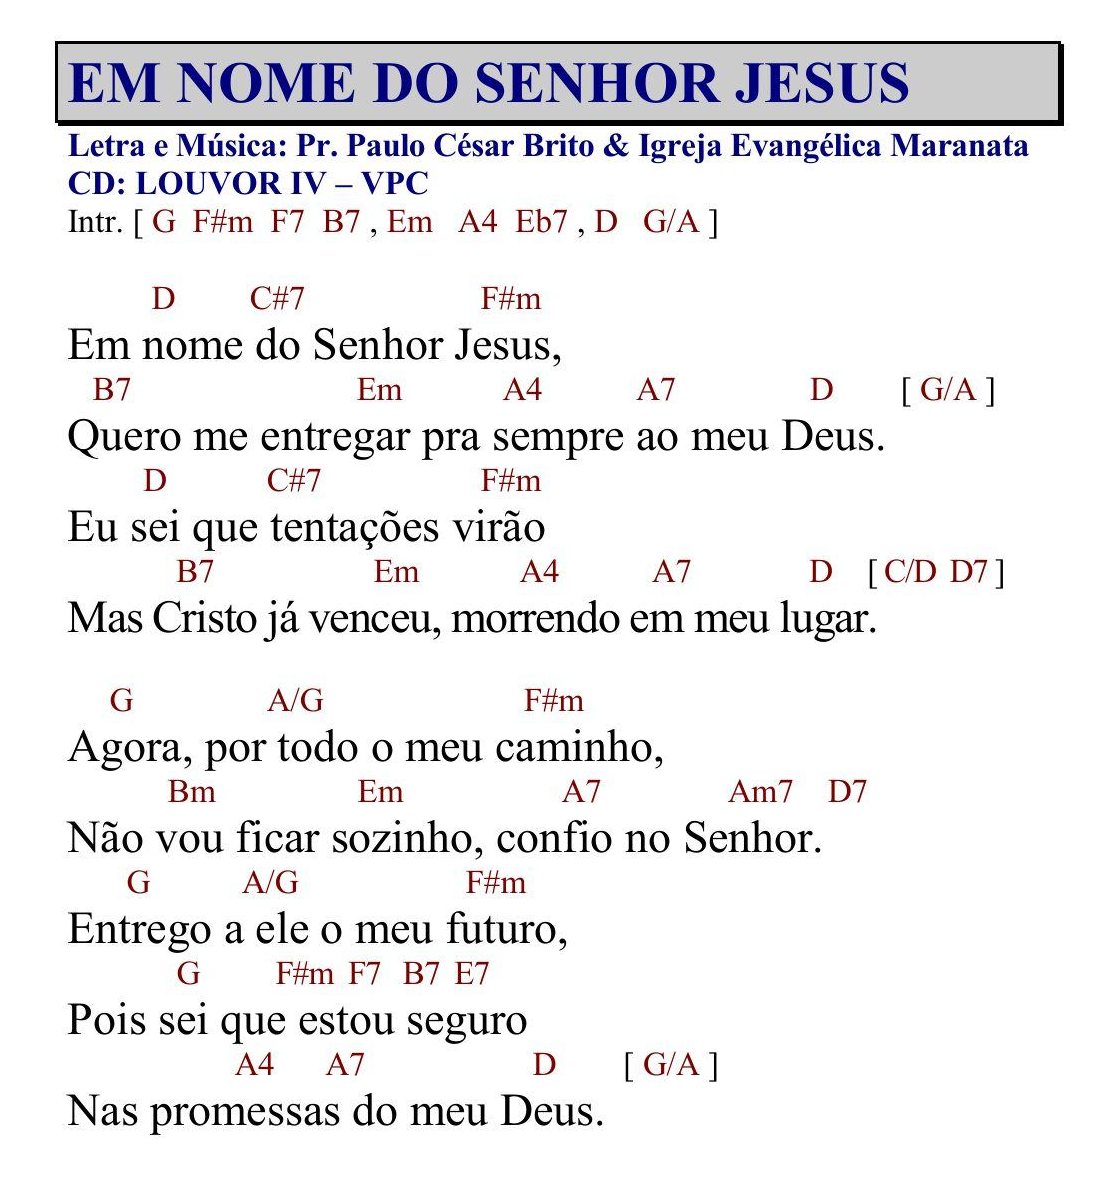 EM NOME DO SENHOR JESUS
Letra e Música: Pr. Paulo César Brito & Igreja Evangélica Maranata
CD: LOUVOR IV – VPC
Intr. [ G F#m F7 B7 , Em A4 Eb7 , D G/A ]
D C#7 F#m
Em nome do Senhor Jesus,
B7 Em A4 A7 D [ G/A ]
Quero me entregar pra sempre ao meu Deus.
D C#7 F#m
Eu sei que tentações virão
B7 Em A4 A7 D [ C/D D7 ]
Mas Cristo já venceu, morrendo em meu lugar.
G A/G F#m
Agora, por todo o meu caminho,
Bm Em A7 Am7 D7
Não vou ficar sozinho, confio no Senhor.
G A/G F#m
Entrego a ele o meu futuro,
G F#m F7 B7 E7
Pois sei que estou seguro
A4 A7 D [ G/A ]
Nas promessas do meu Deus.